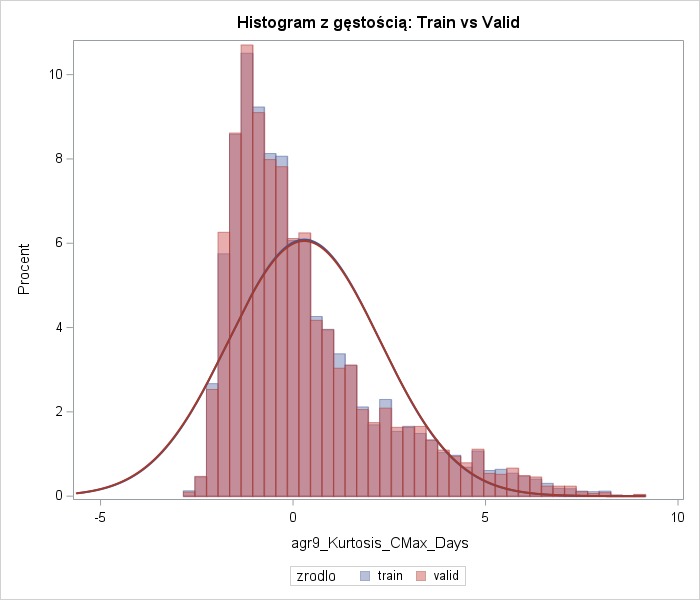 Histogram z gęstością: Train vs Valid
10
8
6
4
2
0
Procent
-5
0
5
10
agr9_Kurtosis_CMax_Days
zrodlo train valid